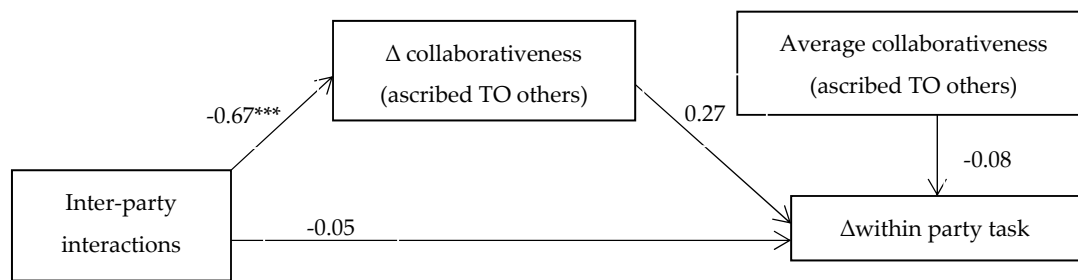 Δ collaborativeness
(ascribed TO others)
Average collaborativeness
(ascribed TO others)
-0.67***
0.27
-0.08
Inter-party
interactions
-0.05
Δwithin party task